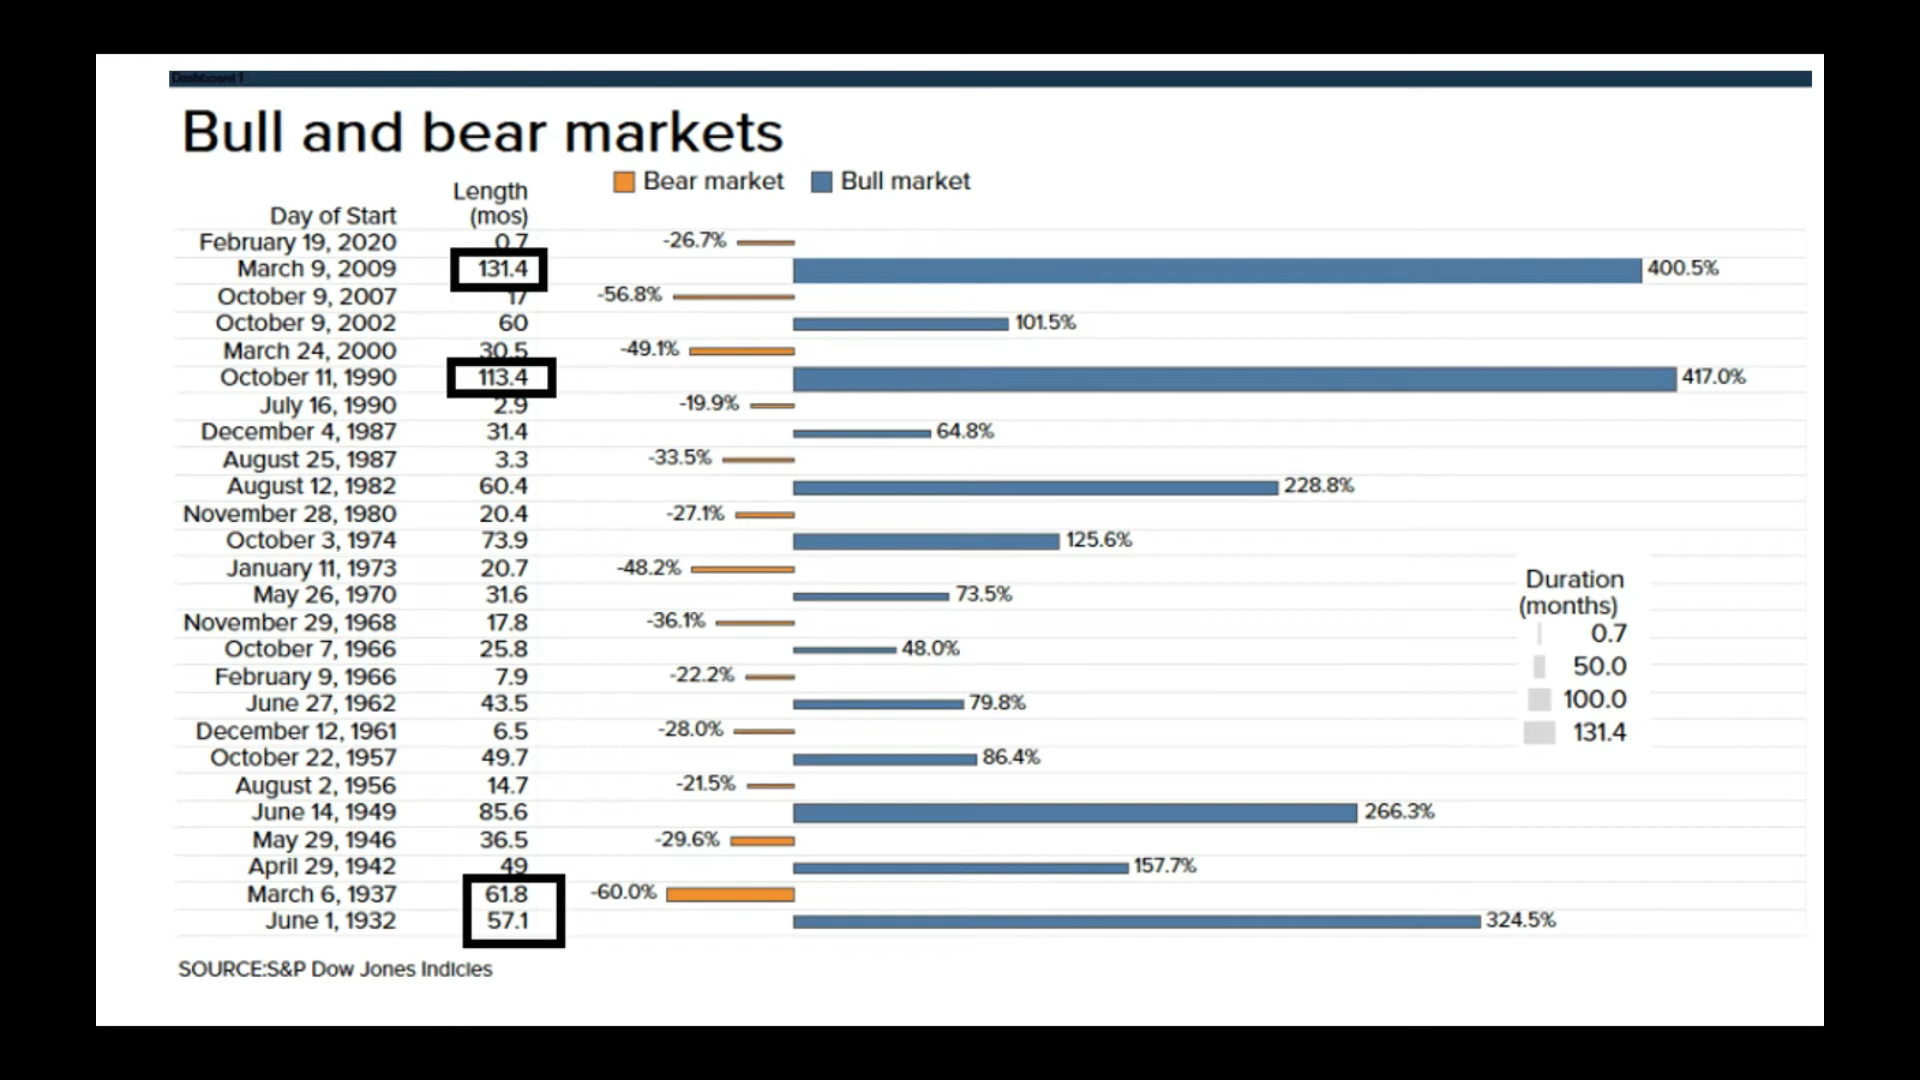 Dashboard 1
Bull and bear markets
Bear market Bull market
Length
Day of Start (mos)
February 19, 2020 0.7 -26.7%
March 9, 2009 131.4 400.5%
October 9, 2007 17 -56.8%
October 9, 2002 60 101.5%
March 24, 2000 30.5 -49.1%
October 11, 1990 113.4 417.0%
July 16, 1990 2.9 -19.9%
December 4, 1987 31.4 64.8%
August 25, 1987 3.3 -33.5%
August 12, 1982 60.4 228.8%
November 28, 1980 20.4 -27.1%
October 3, 1974 73.9 125.6%
January 11, 1973 20.7 -48.2%
May 26, 1970 31.6 73.5%
November 29, 1968 17.8 -36.1%
October 7, 1966 25.8 48.0%
February 9, 1966 7.9 -22.2%
June 27, 1962 43.5 79.8%
December 12, 1961 6.5 -28.0%
October 22, 1957 49.7 86.4%
August 2, 1956 14.7 -21.5%
June 14, 1949 85.6 266.3%
May 29, 1946 36.5 -29.6%
April 29, 1942 49 157.7%
March 6, 1937 61.8 -60.0%
June 1, 1932 57.1 324.5%
Duration
(months)
0.7
50.0
100.0
131.4
SOURCE:S&P Dow Jones Indicies